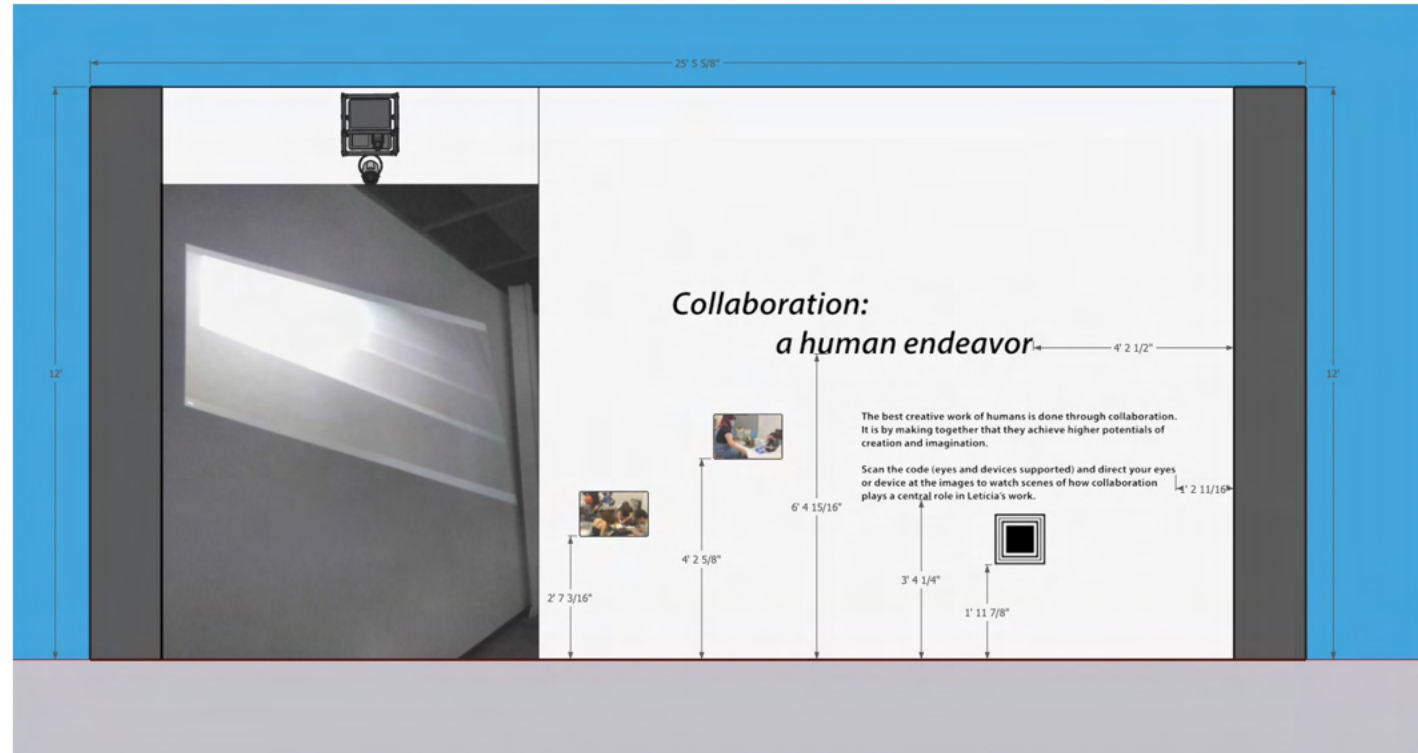 25' 5 5/8"
12'
12'
Collaboration:
a human endeavor
4' 2 1/2"
The best creative work of humans is done through collaboration.
It is by making together that they achieve higher potentials of
creation and imagination.
Scan the code (eyes and devices supported) and direct your eyes
or device at the images to watch scenes of how collaboration
plays a central role in Leticia's work.
1' 2 11/16"
6' 4 15/16"
4' 2 5/8"
3' 4 1/4"
2' 7 3/16"
1' 11 7/8"